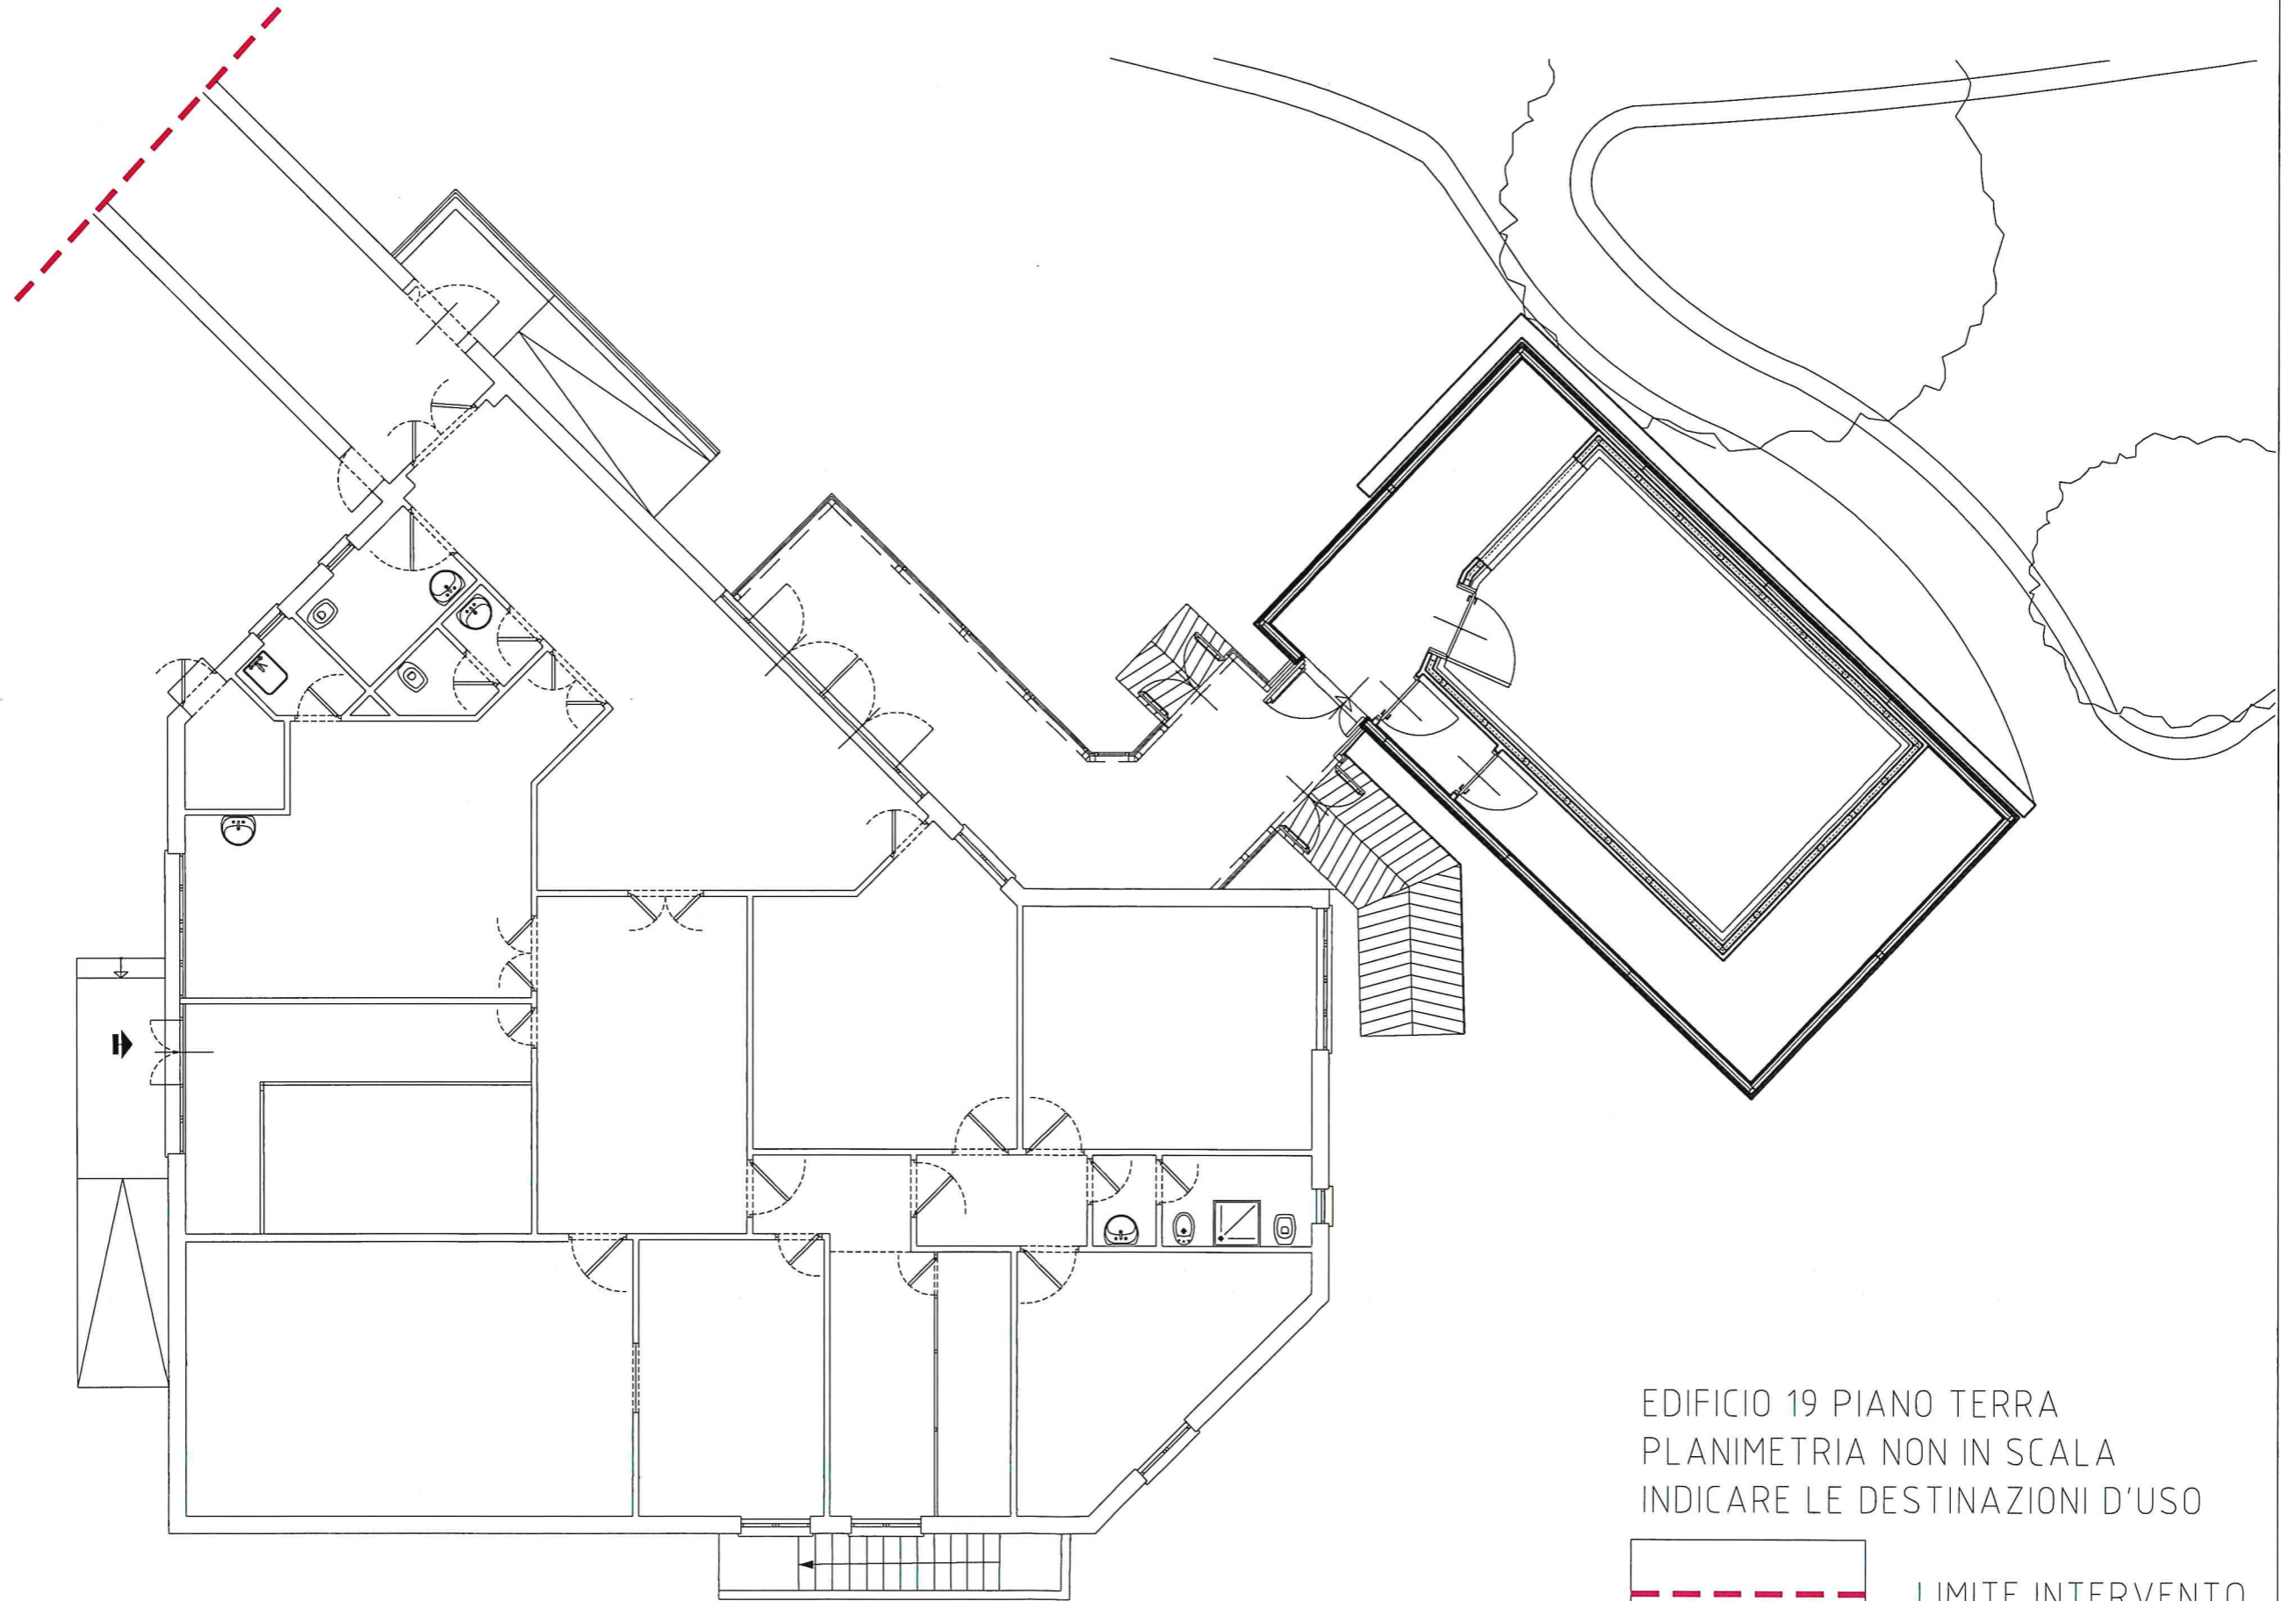 EDIFICIO 19 PIANO TERRA
PLANIMETRIA NON IN SCALA
INDICARE LE DESTINAZIONI D'USO
LIMITE INTERVENTO